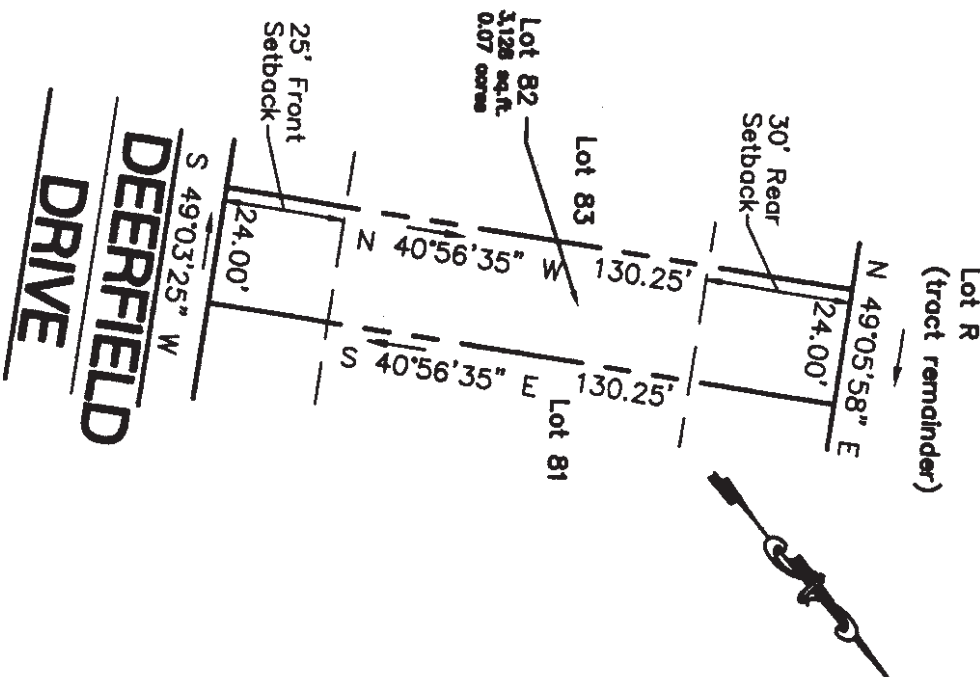 Lot R
(tract remainder)
N 49°05'58" E
24.00'
30' Rear
Setback
Lot 82
3,126 sq.ft.
0.07 acres
Lot 83
N 40°56'35" W 130.25'
S 40°56'35" E 130.25'
Lot 81
25' Front
Setback
24.00'
S 49°03'25" W
DEERFIELD
DRIVE